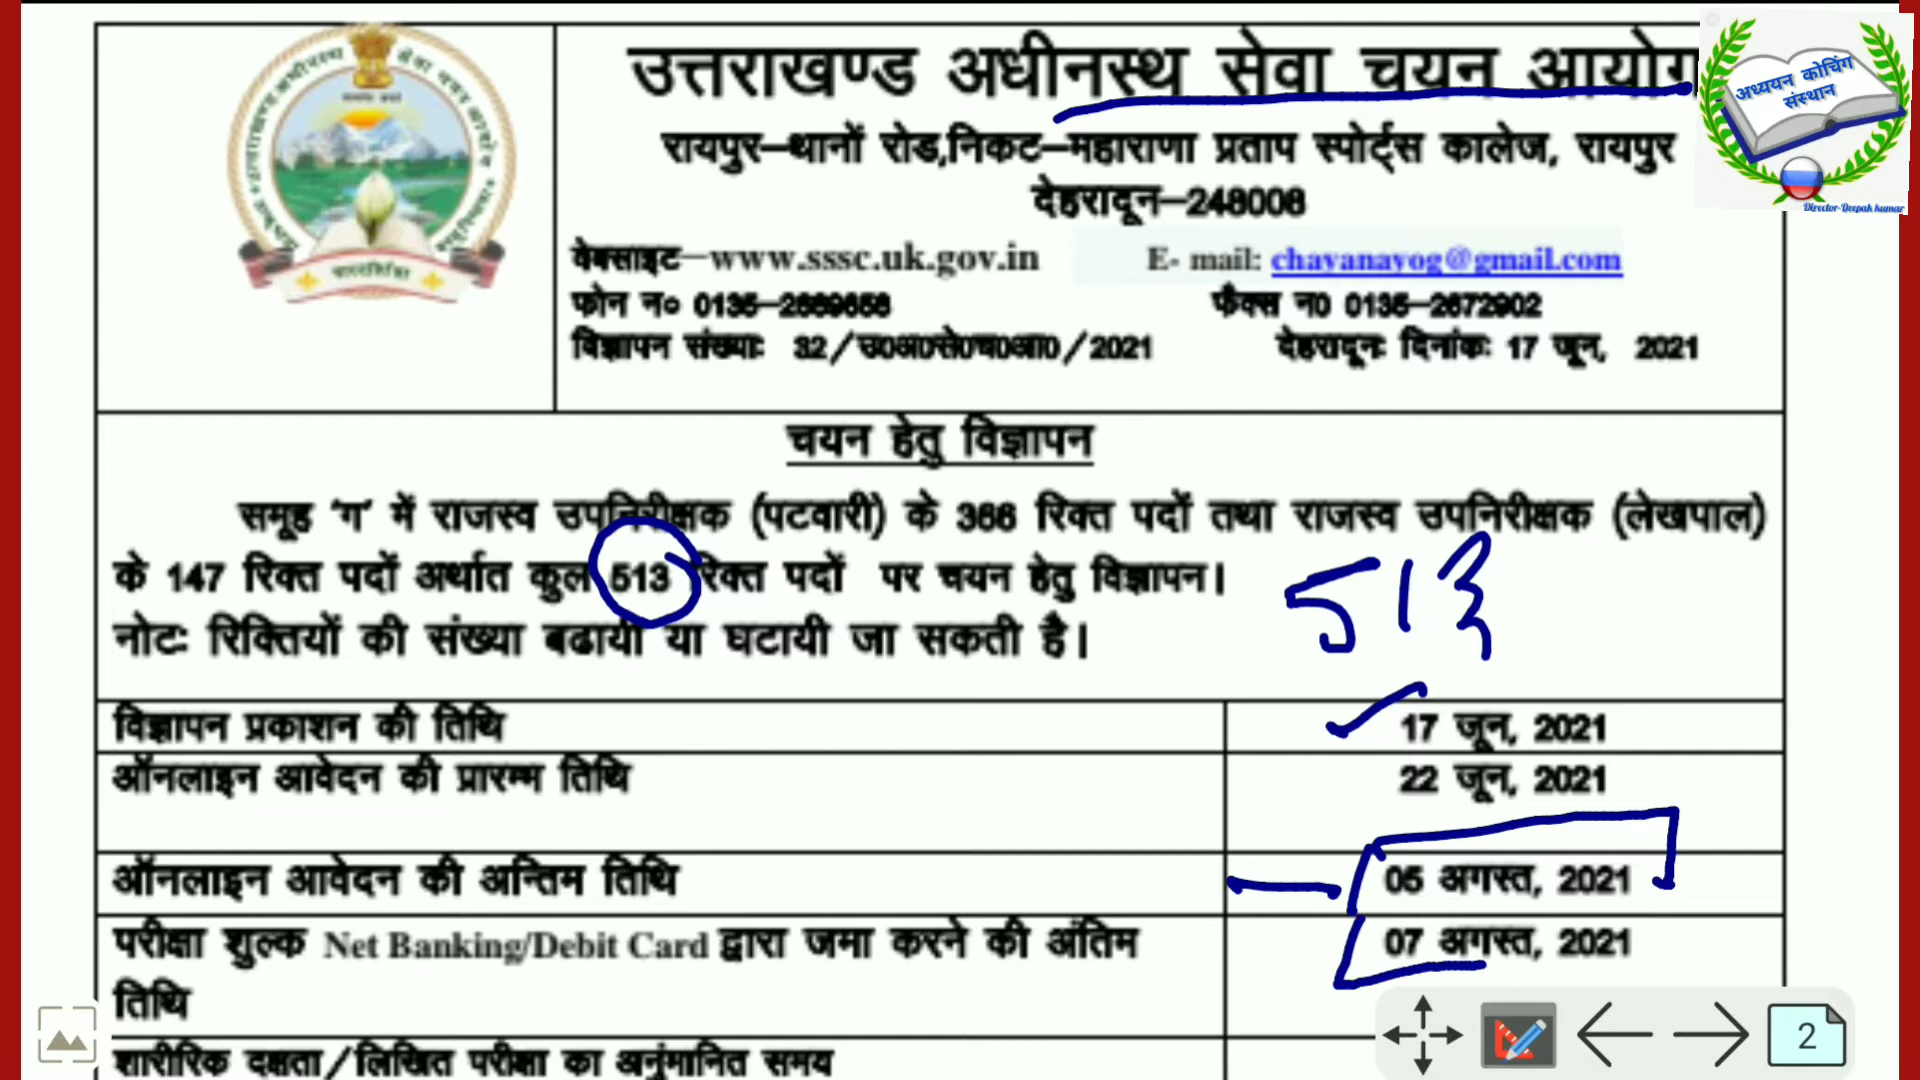 उत्तराखण्ड अधीनस्थ सेवा चयन आयोग
रायपुर–थानों रोड,निकट–महाराणा प्रताप स्पोर्ट्स कालेज, रायपुर
देहरादून–248008
वेबसाइट–www.sssc.uk.gov.in E- mail: chayanayog@gmail.com
फोन न० फैक्स न0 0135–2672902
विज्ञापन संख्याः 32/उ0अ0से0च0आ0/2021 देहरादूनः दिनांकः 17 जून, 2021
अध्ययन कोचिंग
संस्थान
Director-Deepak kumar
चयन हेतु विज्ञापन
समूह ‘ग’ में राजस्व उपनिरीक्षक (पटवारी) के 366 रिक्त पदों तथा राजस्व उपनिरीक्षक (लेखपाल)
के 147 रिक्त पदों अर्थात कुल 513 रिक्त पदों पर चयन हेतु विज्ञापन।
513
नोटः रिक्तियों की संख्या बढायी या घटायी जा सकती है।
विज्ञापन प्रकाशन की तिथि 17 जून, 2021
ऑनलाइन आवेदन की प्रारम्भ तिथि 22 जून, 2021
ऑनलाइन आवेदन की अन्तिम तिथि 05 अगस्त, 2021
परीक्षा शुल्क Net Banking/Debit Card द्वारा जमा करने की अंतिम 07 अगस्त, 2021
तिथि
शारीरिक दक्षता/लिखित परीक्षा का अनुंमानित समय
2